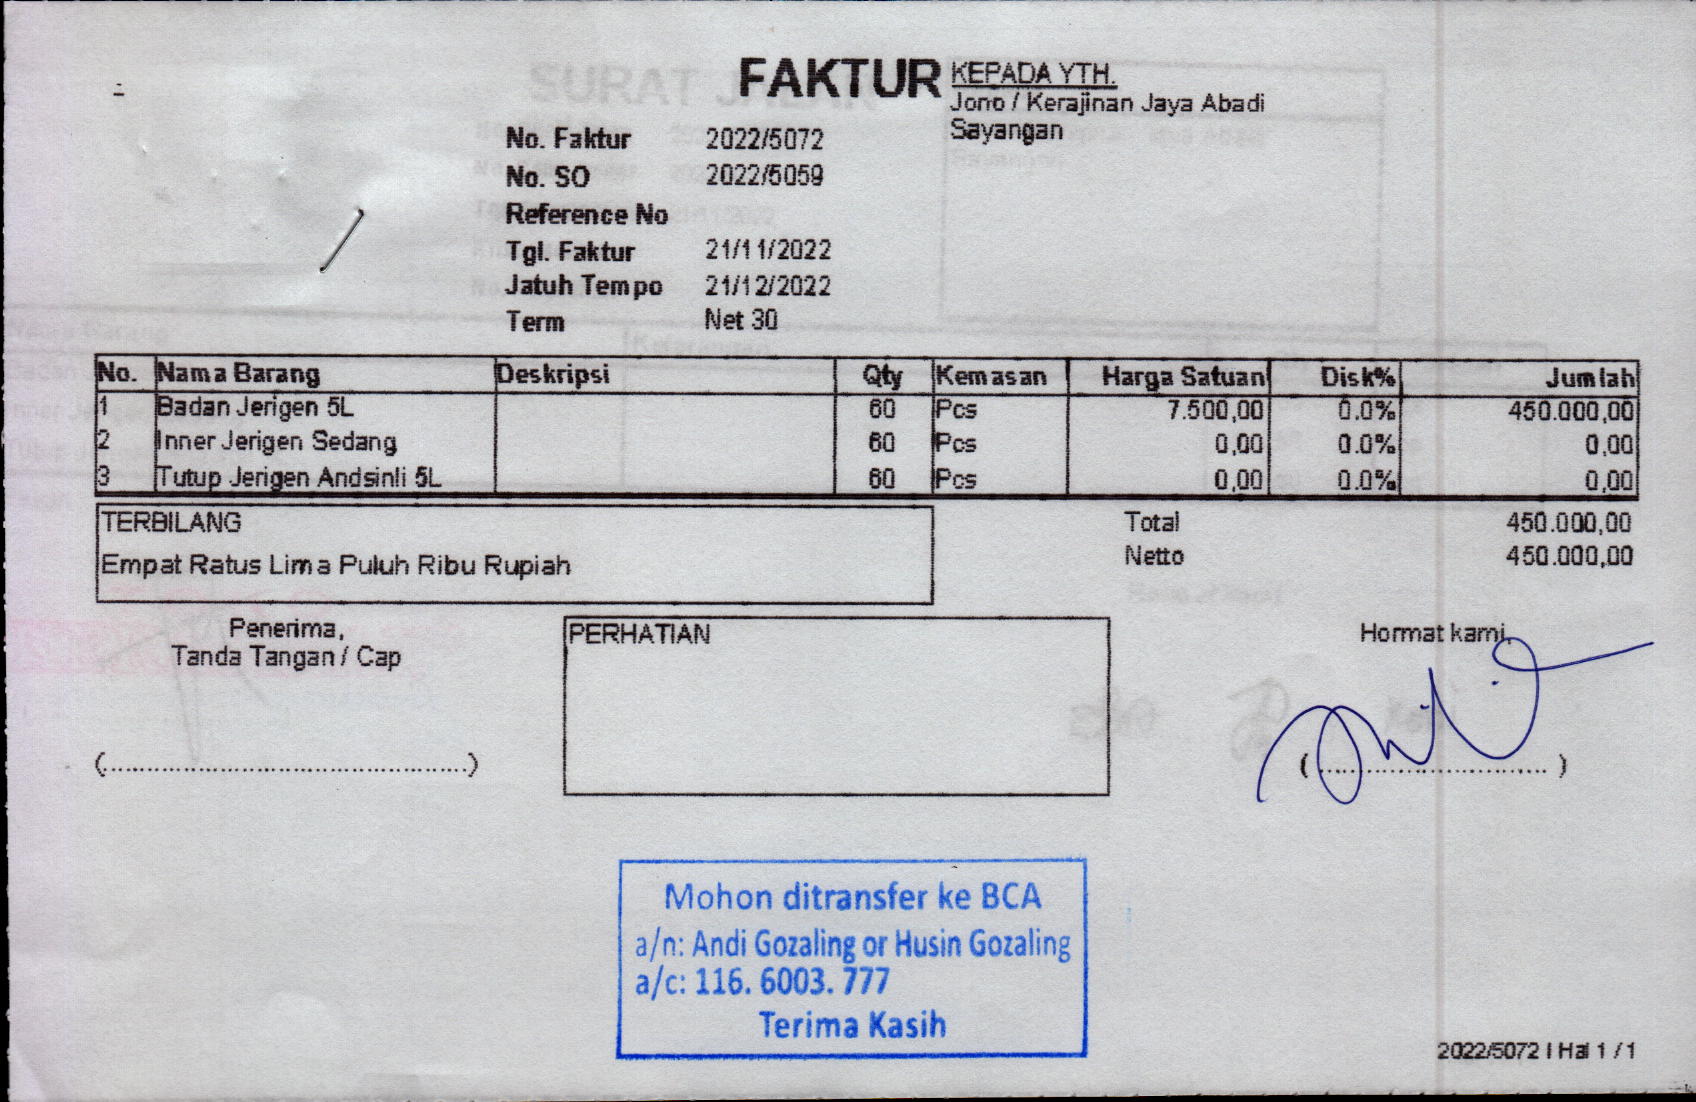 FAKTUR
KEPADA YTH.
Jono / Kerajinan Jaya Abadi
Sayangan
No. Faktur 2022/5072
No. SO 2022/5059
Reference No
Tgl. Faktur 21/11/2022
Jatuh Tempo 21/12/2022
Term Net 30
No. Nama Barang Deskripsi Qty Kemasan Harga Satuan Disk% Jumlah
1 Badan Jerigen 5L 60 Pcs 7.500,00 0.0% 450.000,00
2 Inner Jerigen Sedang 60 Pcs 0,00 0.0% 0,00
3 Tutup Jerigen Andsinli 5L 60 Pcs 0,00 0.0% 0,00
TERBILANG
Empat Ratus Lima Puluh Ribu Rupiah
Total 450.000,00
Netto 450.000,00
Penerima,
Tanda Tangan / Cap
(..............................................)
PERHATIAN
Hormat kami,
(.............................)
Mohon ditransfer ke BCA
a/n: Andi Gozaling or Husin Gozaling
a/c: 116. 6003. 777
Terima Kasih
2022/5072 | Hal 1 / 1